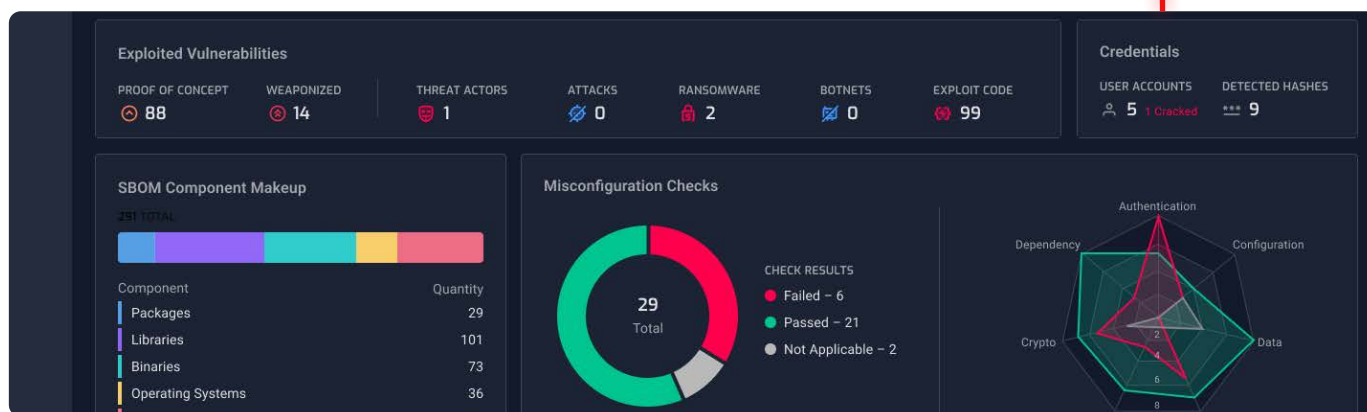 Exploited Vulnerabilities
PROOF OF CONCEPT
88
WEAPONIZED
14
THREAT ACTORS
1
ATTACKS
0
RANSOMWARE
2
BOTNETS
0
EXPLOIT CODE
99
Credentials
USER ACCOUNTS
5 1 Cracked
DETECTED HASHES
9
SBOM Component Makeup
291 TOTAL
Component Quantity
Packages 29
Libraries 101
Binaries 73
Operating Systems 36
Misconfiguration Checks
29
Total
CHECK RESULTS
Failed – 6
Passed – 21
Not Applicable – 2
Authentication
Dependency
Configuration
Crypto
Data
2
4
6
8